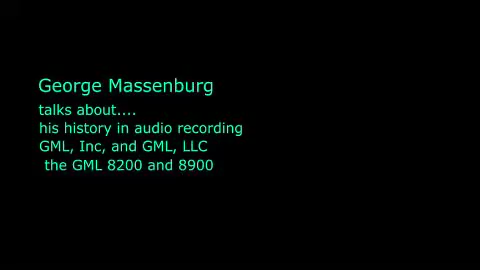 George Massenburg
talks about....
his history in audio recording
GML, Inc, and GML, LLC
the GML 8200 and 8900